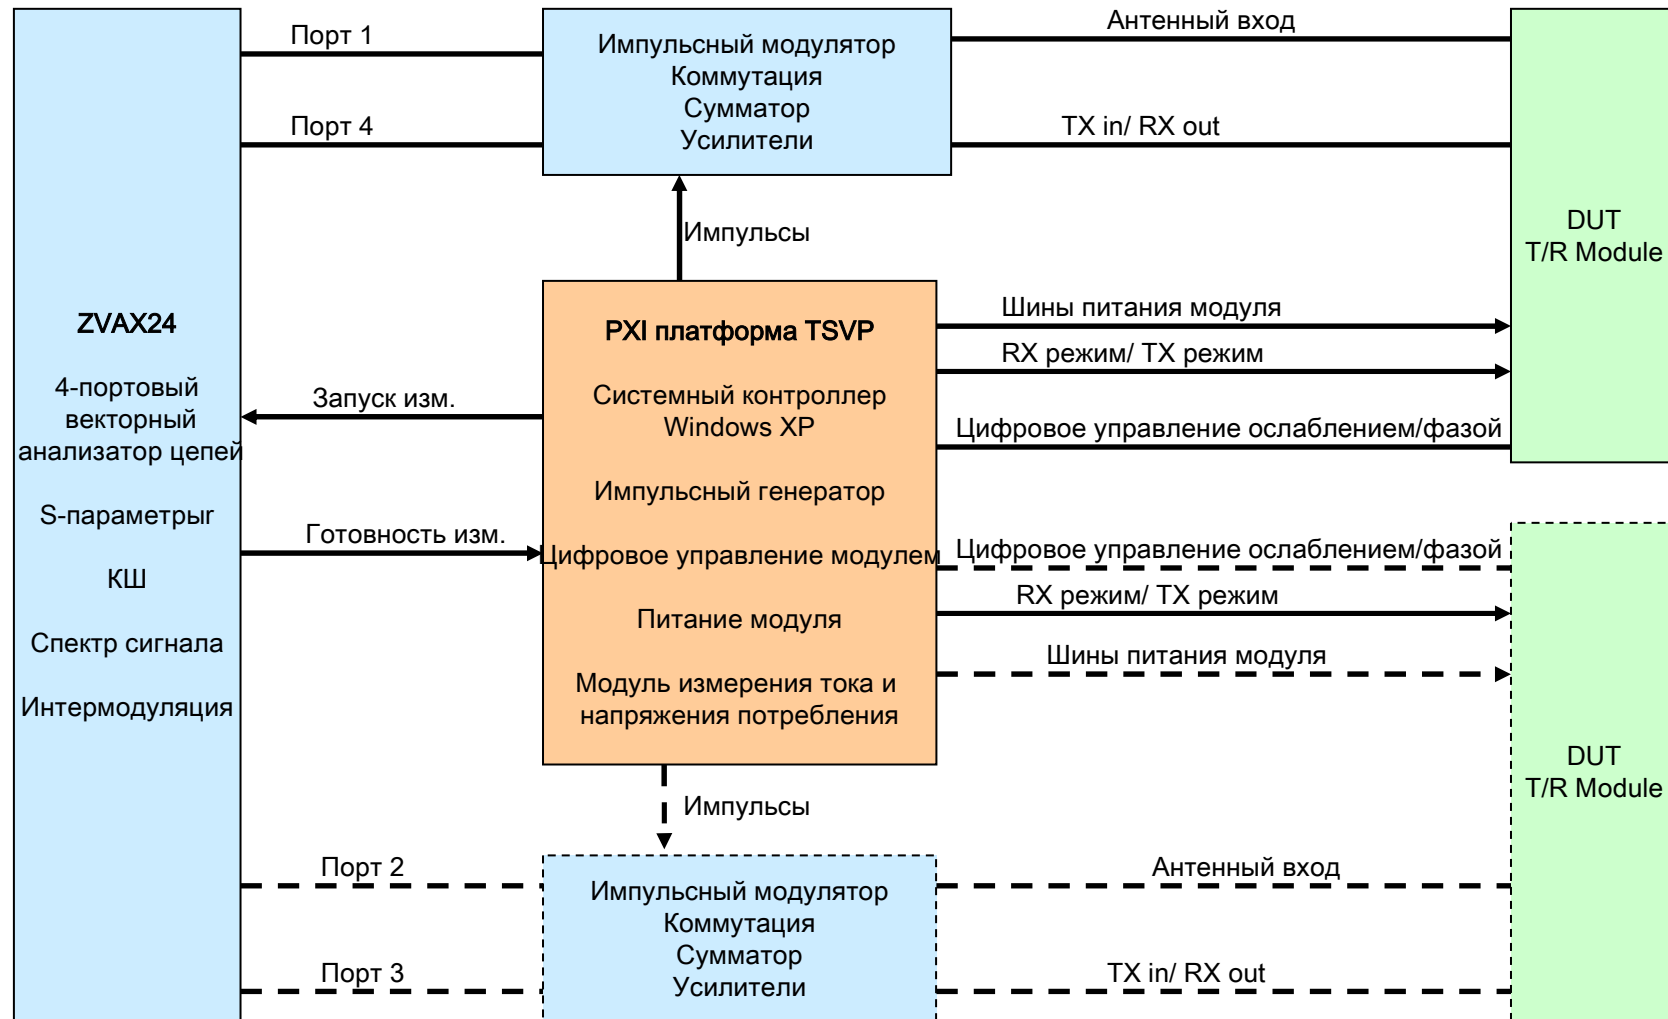 Порт 1
Порт 4
Импульсный модулятор
Коммутация
Сумматор
Усилители
Антенный вход
TX in/ RX out
DUT
T/R Module
Импульсы
ZVAX24
4-портовый
векторный
анализатор цепей
S-параметрыr
КШ
Спектр сигнала
Интермодуляция
Запуск изм.
Готовность изм.
PXI платформа TSVP
Системный контроллер
Windows XP
Импульсный генератор
Цифровое управление модулем
Питание модуля
Модуль измерения тока и
напряжения потребления
Шины питания модуля
RX режим/ TX режим
Цифровое управление ослаблением/фазой
Цифровое управление ослаблением/фазой
RX режим/ TX режим
Шины питания модуля
DUT
T/R Module
Импульсы
Порт 2
Порт 3
Импульсный модулятор
Коммутация
Сумматор
Усилители
Антенный вход
TX in/ RX out